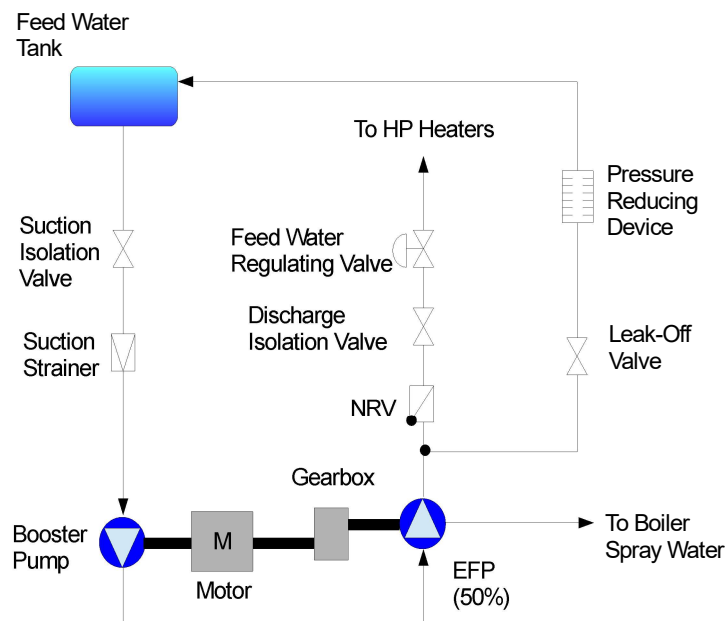 Feed Water
Tank
To HP Heaters
Pressure
Reducing
Device
Suction
Isolation
Valve
Feed Water
Regulating Valve
Discharge
Isolation Valve
Suction
Strainer
Leak-Off
Valve
NRV
Gearbox
Booster
Pump
M
Motor
EFP
(50%)
To Boiler
Spray Water